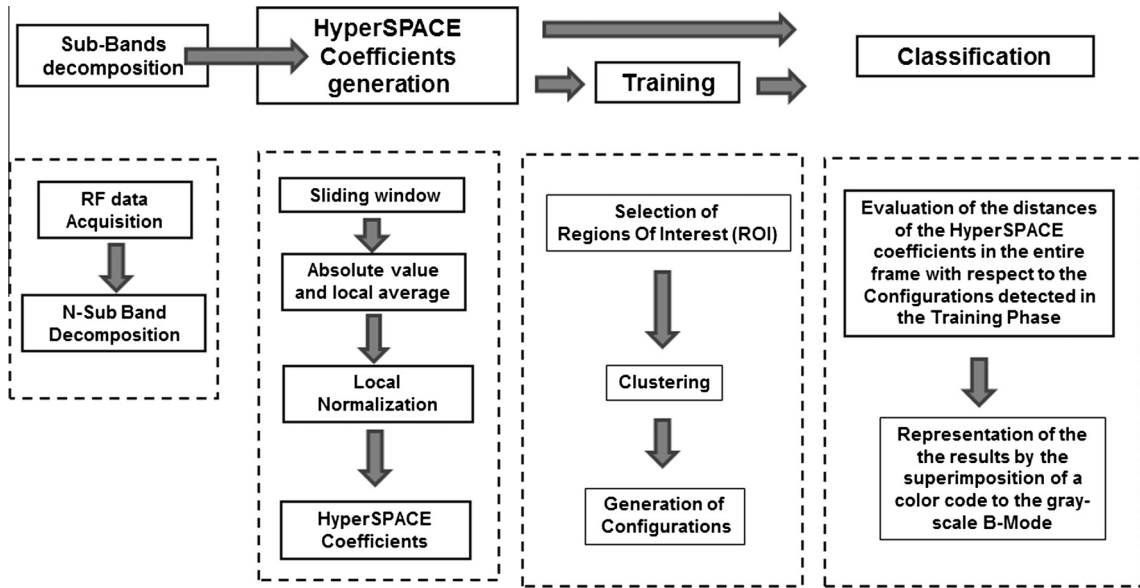 Sub-Bands
decomposition
HyperSPACE
Coefficients
generation
Training
Classification
RF data
Acquisition
N-Sub Band
Decomposition
Sliding window
Absolute value
and local average
Local
Normalization
HyperSPACE
Coefficients
Selection of
Regions Of Interest (ROI)
Clustering
Generation of
Configurations
Evaluation of the distances
of the HyperSPACE
coefficients in the entire
frame with respect to the
Configurations detected in
the Training Phase
Representation of the
the results by the
superimposition of a
color code to the gray-
scale B-Mode